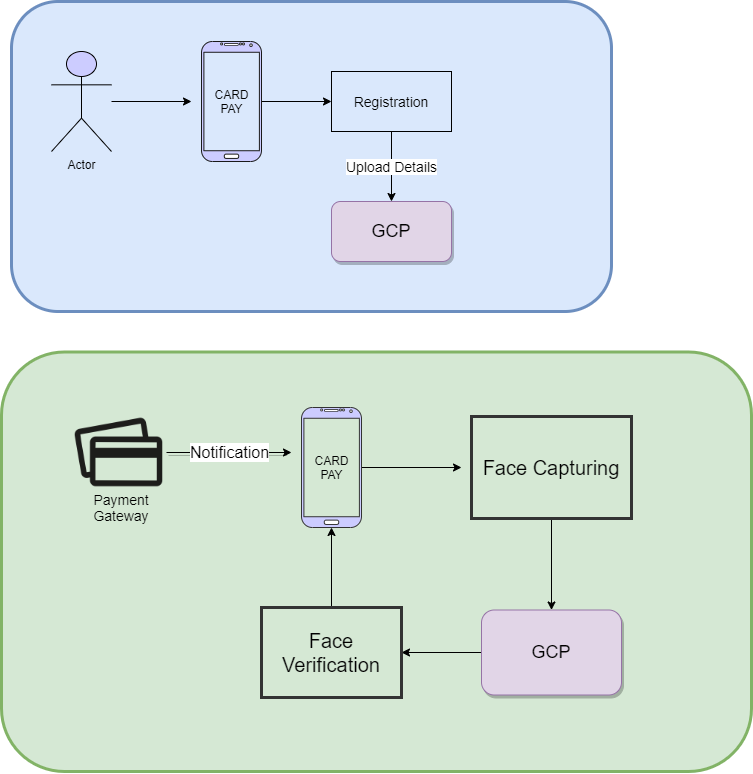 CARD
PAY
Registration
Actor
Upload Details
GCP
Notification
CARD
PAY
Face Capturing
Payment
Gateway
Face
Verification
GCP